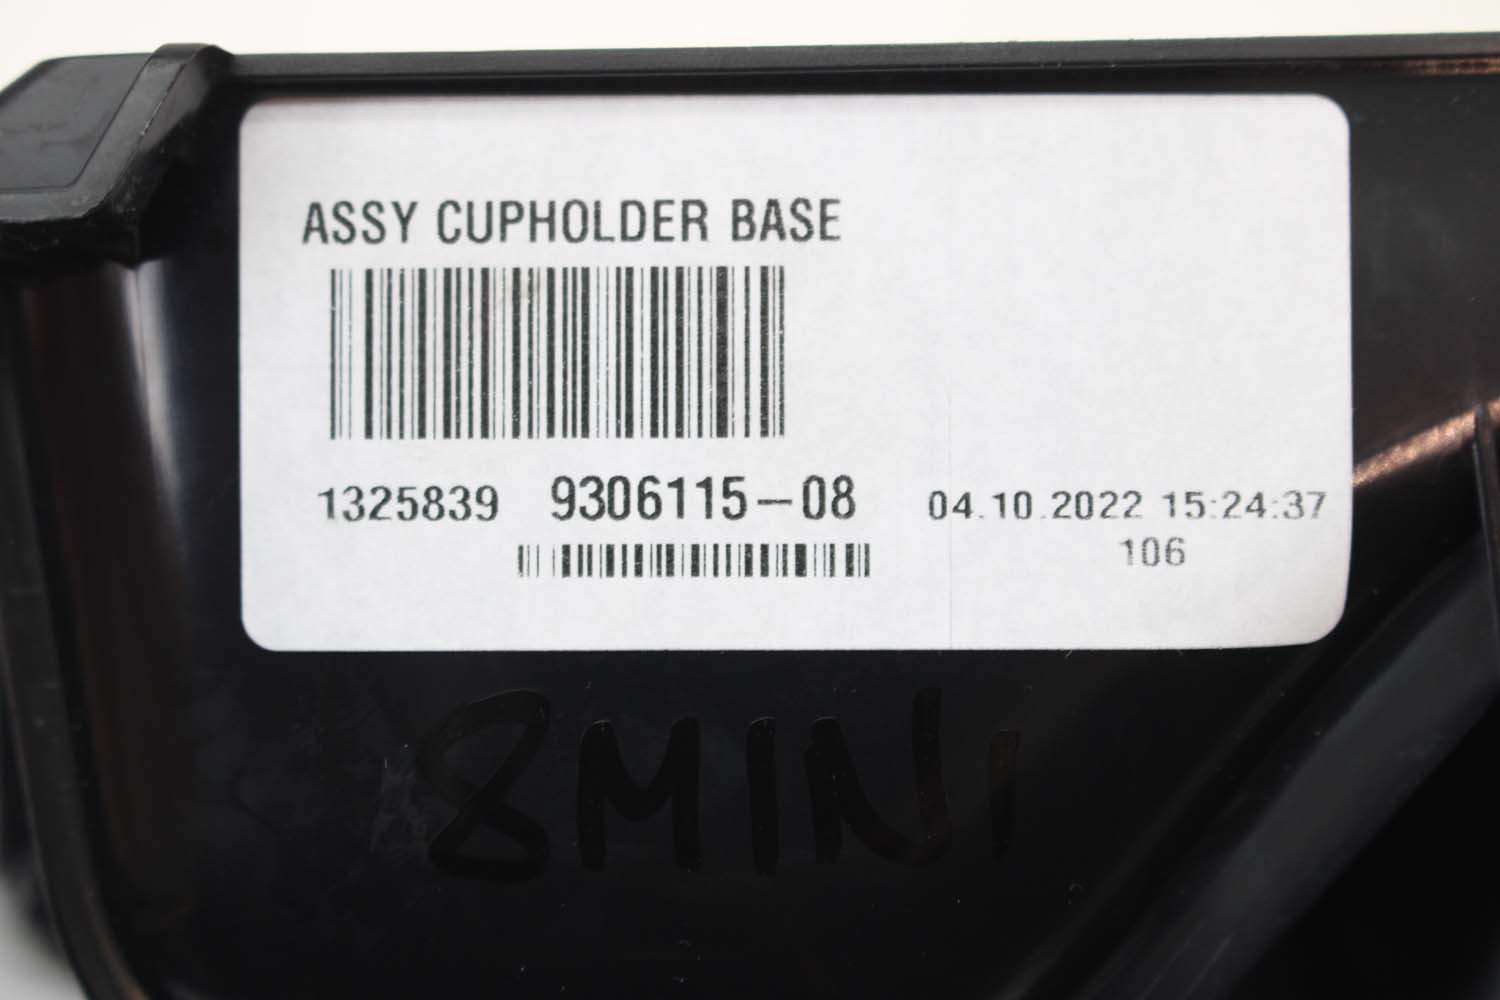 ASSY CUPHOLDER BASE
1325839 9306115-08 04.10.2022 15:24:37
106
8MINI